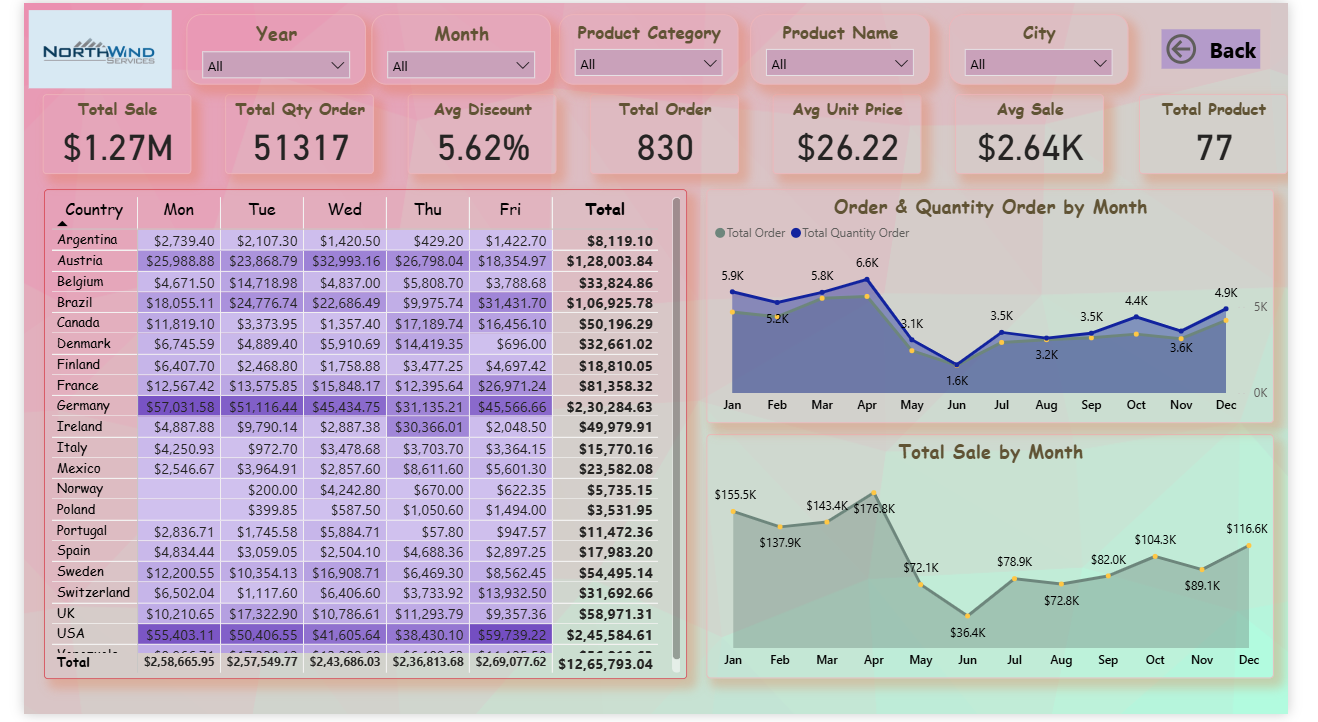 NORTHWIND
SERVICES
Year
All
Month
All
Product Category
All
Product Name
All
City
All
Back
Total Sale
$1.27M
Total Qty Order
51317
Avg Discount
5.62%
Total Order
830
Avg Unit Price
$26.22
Avg Sale
$2.64K
Total Product
77
Country Mon Tue Wed Thu Fri Total
Argentina $2,739.40 $2,107.30 $1,420.50 $429.20 $1,422.70 $8,119.10
Austria $25,988.88 $23,868.79 $32,993.16 $26,798.04 $18,354.97 $1,28,003.84
Belgium $4,671.50 $14,718.98 $4,837.00 $5,808.70 $3,788.68 $33,824.86
Brazil $18,055.11 $24,776.74 $22,686.49 $9,975.74 $31,431.70 $1,06,925.78
Canada $11,819.10 $3,373.95 $1,357.40 $17,189.74 $16,456.10 $50,196.29
Denmark $6,745.59 $4,889.40 $5,910.69 $14,419.35 $696.00 $32,661.02
Finland $6,407.70 $2,468.80 $1,758.88 $3,477.25 $4,697.42 $18,810.05
France $12,567.42 $13,575.85 $15,848.17 $12,395.64 $26,971.24 $81,358.32
Germany $57,031.58 $51,116.44 $45,434.75 $31,135.21 $45,566.66 $2,30,284.63
Ireland $4,887.88 $9,790.14 $2,887.38 $30,366.01 $2,048.50 $49,979.91
Italy $4,250.93 $972.70 $3,478.68 $3,703.70 $3,364.15 $15,770.16
Mexico $2,546.67 $3,964.91 $2,857.60 $8,611.60 $5,601.30 $23,582.08
Norway $200.00 $4,242.80 $670.00 $622.35 $5,735.15
Poland $399.85 $587.50 $1,050.60 $1,494.00 $3,531.95
Portugal $2,836.71 $1,745.58 $5,884.71 $57.80 $947.57 $11,472.36
Spain $4,834.44 $3,059.05 $2,504.10 $4,688.36 $2,897.25 $17,983.20
Sweden $12,200.55 $10,354.13 $16,908.71 $6,469.30 $8,562.45 $54,495.14
Switzerland $6,502.04 $1,117.60 $6,406.60 $3,733.92 $13,932.50 $31,692.66
UK $10,210.65 $17,322.90 $10,786.61 $11,293.79 $9,357.36 $58,971.31
USA $55,403.11 $50,406.55 $41,605.64 $38,430.10 $59,739.22 $2,45,584.61
Total $2,58,665.95 $2,57,549.77 $2,43,686.03 $2,36,813.68 $2,69,077.62 $12,65,793.04
Order & Quantity Order by Month
Total Order Total Quantity Order
5.9K 5.2K 5.8K 6.6K 3.1K 1.6K 3.5K 3.2K 3.5K 4.4K 3.6K 4.9K
5K
0K
Jan Feb Mar Apr May Jun Jul Aug Sep Oct Nov Dec
Total Sale by Month
$155.5K $137.9K $143.4K $176.8K $72.1K $36.4K $78.9K $72.8K $82.0K $104.3K $89.1K $116.6K
Jan Feb Mar Apr May Jun Jul Aug Sep Oct Nov Dec